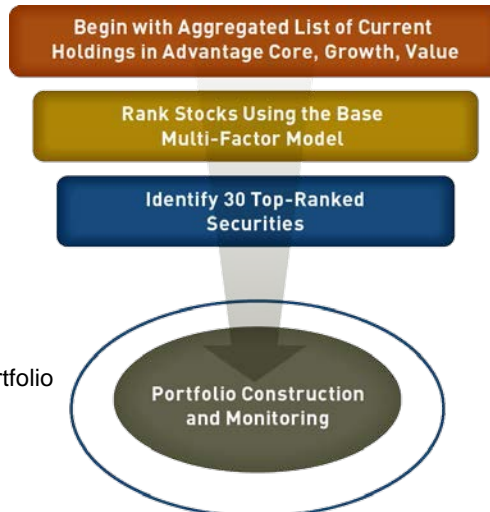 Begin with Aggregated List of Current
Holdings in Advantage Core, Growth, Value
Rank Stocks Using the Base
Multi-Factor Model
Identify 30 Top-Ranked
Securities
rtfolio
Portfolio Construction
and Monitoring